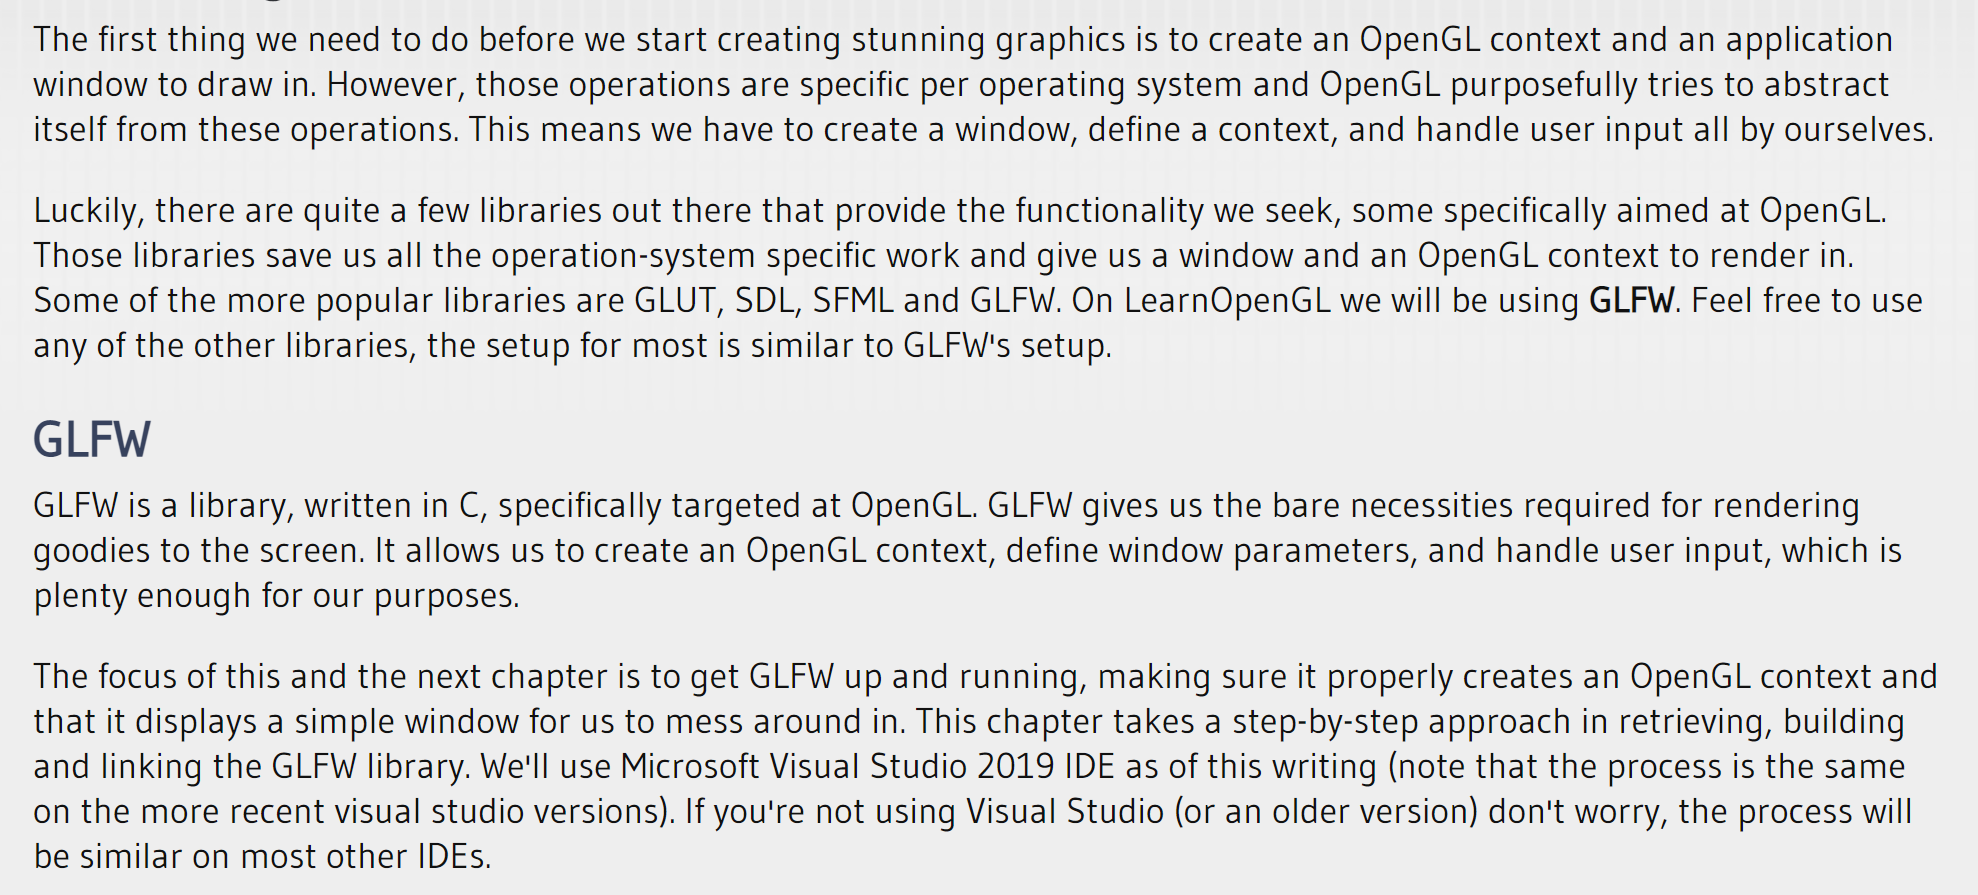 The first thing we need to do before we start creating stunning graphics is to create an OpenGL context and an application
window to draw in. However, those operations are specific per operating system and OpenGL purposefully tries to abstract
itself from these operations. This means we have to create a window, define a context, and handle user input all by ourselves.
Luckily, there are quite a few libraries out there that provide the functionality we seek, some specifically aimed at OpenGL.
Those libraries save us all the operation-system specific work and give us a window and an OpenGL context to render in.
Some of the more popular libraries are GLUT, SDL, SFML and GLFW. On LearnOpenGL we will be using GLFW. Feel free to use
any of the other libraries, the setup for most is similar to GLFW's setup.
GLFW
GLFW is a library, written in C, specifically targeted at OpenGL. GLFW gives us the bare necessities required for rendering
goodies to the screen. It allows us to create an OpenGL context, define window parameters, and handle user input, which is
plenty enough for our purposes.
The focus of this and the next chapter is to get GLFW up and running, making sure it properly creates an OpenGL context and
that it displays a simple window for us to mess around in. This chapter takes a step-by-step approach in retrieving, building
and linking the GLFW library. We'll use Microsoft Visual Studio 2019 IDE as of this writing (note that the process is the same
on the more recent visual studio versions). If you're not using Visual Studio (or an older version) don't worry, the process will
be similar on most other IDEs.